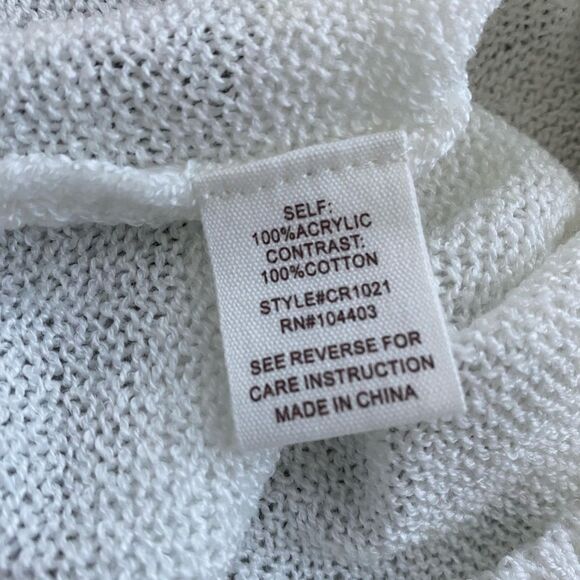 SELF:
100%ACRYLIC
CONTRAST:
100%COTTON
STYLE#CR1021
RN#104403
SEE REVERSE FOR
CARE INSTRUCTION
MADE IN CHINA